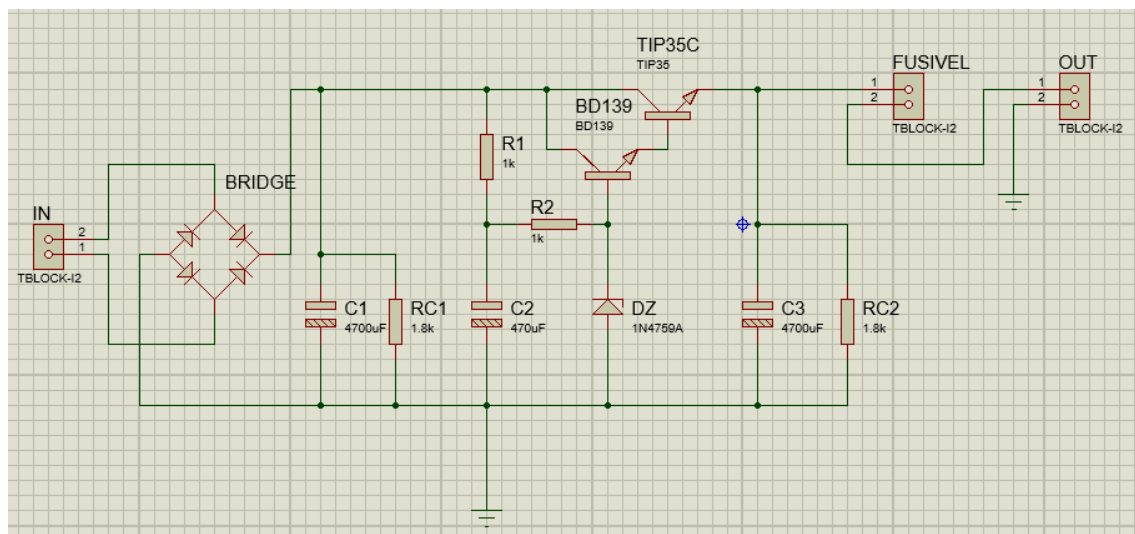 TIP35C
TIP35
FUSIVEL
1
2
TBLOCK-I2
OUT
1
2
TBLOCK-I2
BD139
BD139
R1
1k
BRIDGE
IN
2
1
TBLOCK-I2
R2
1k
C1
4700uF
RC1
1.8k
C2
470uF
DZ
1N4759A
C3
4700uF
RC2
1.8k